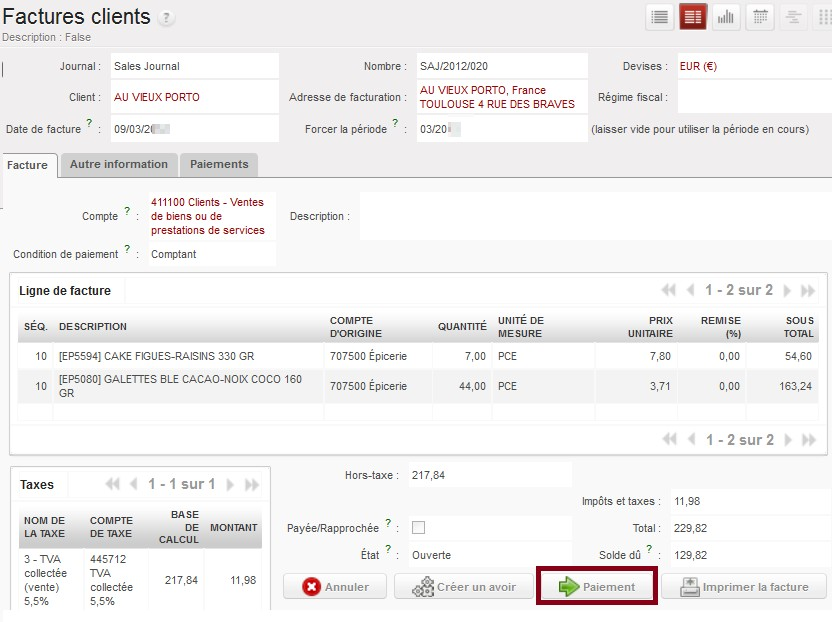 Factures clients ?
Description : False
Journal : Sales Journal Nombre : SAJ/2012/020 Devises : EUR (€)
Client : AU VIEUX PORTO Adresse de facturation : AU VIEUX PORTO, France
TOULOUSE 4 RUE DES BRAVES Régime fiscal :
Date de facture ? : 09/03/2 Forcer la période ? : 03/20 (laisser vide pour utiliser la période en cours)
Facture Autre information Paiements
Compte ? : 411100 Clients - Ventes
de biens ou de
prestations de services
Description :
Condition de paiement ? : Comptant
Ligne de facture 1 - 2 sur 2
SÉQ. DESCRIPTION COMPTE
D'ORIGINE QUANTITÉ UNITÉ DE
MESURE PRIX
UNITAIRE REMISE
(%) SOUS
TOTAL
10 [EP5594] CAKE FIGUES-RAISINS 330 GR 707500 Épicerie 7,00 PCE 7,80 0,00 54,60
10 [EP5080] GALETTES BLE CACAO-NOIX COCO 160
GR 707500 Épicerie 44,00 PCE 3,71 0,00 163,24
1 - 2 sur 2
Taxes 1 - 1 sur 1
NOM DE
LA TAXE COMPTE
DE TAXE BASE
DE
CALCUL MONTANT
3 - TVA
collectée
(vente)
5,5% 445712
TVA
collectée
5,5% 217,84 11,98
Hors-taxe : 217,84
Impôts et taxes : 11,98
Payée/Rapprochée ? : Total : 229,82
État ? : Ouverte Solde dû ? : 129,82
Annuler Créer un avoir Paiement Imprimer la facture